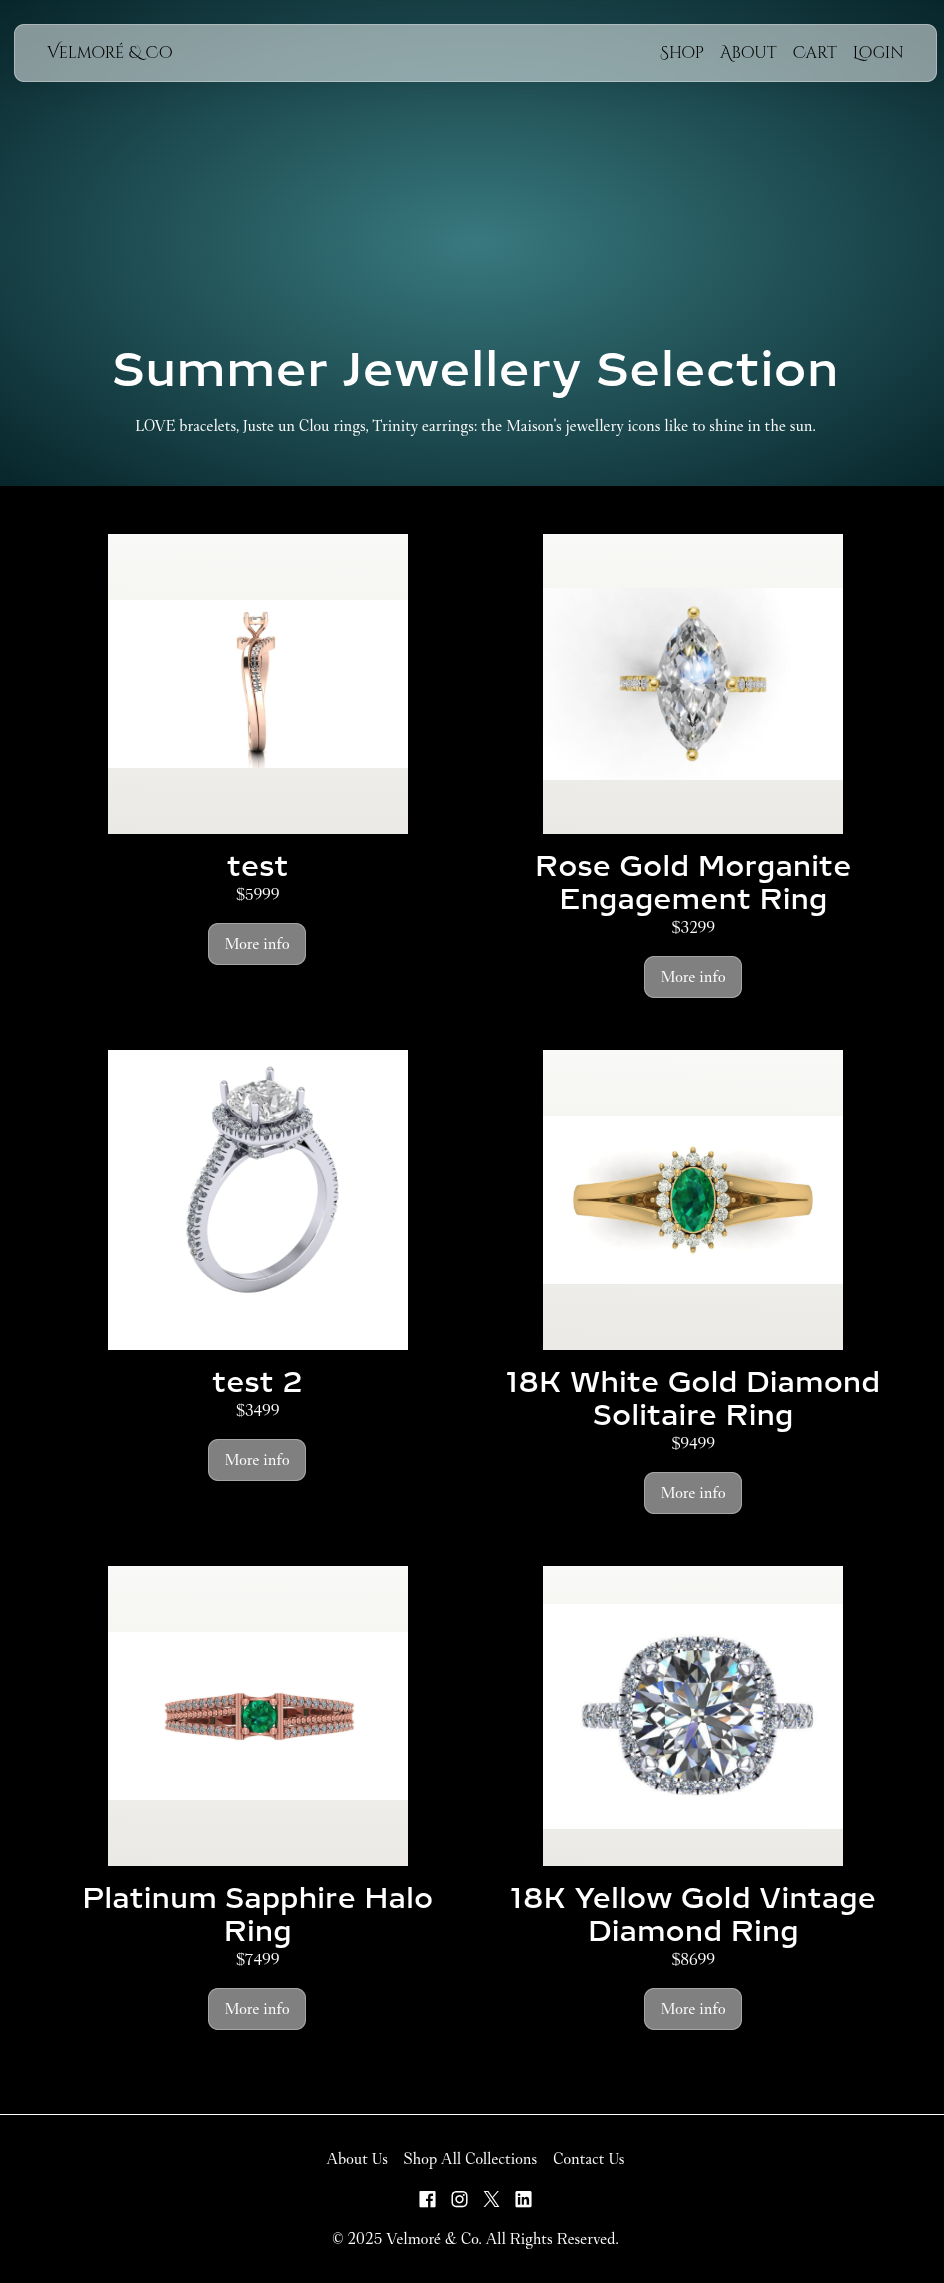 Velmoré & Co
Shop About Cart Login
Summer Jewellery Selection
LOVE bracelets, Juste un Clou rings, Trinity earrings: the Maison's jewellery icons like to shine in the sun.
test
$5999
More info
Rose Gold Morganite
Engagement Ring
$3299
More info
test 2
$3499
More info
18K White Gold Diamond
Solitaire Ring
$9499
More info
Platinum Sapphire Halo
Ring
$7499
More info
18K Yellow Gold Vintage
Diamond Ring
$8699
More info
About Us Shop All Collections Contact Us
© 2025 Velmoré & Co. All Rights Reserved.